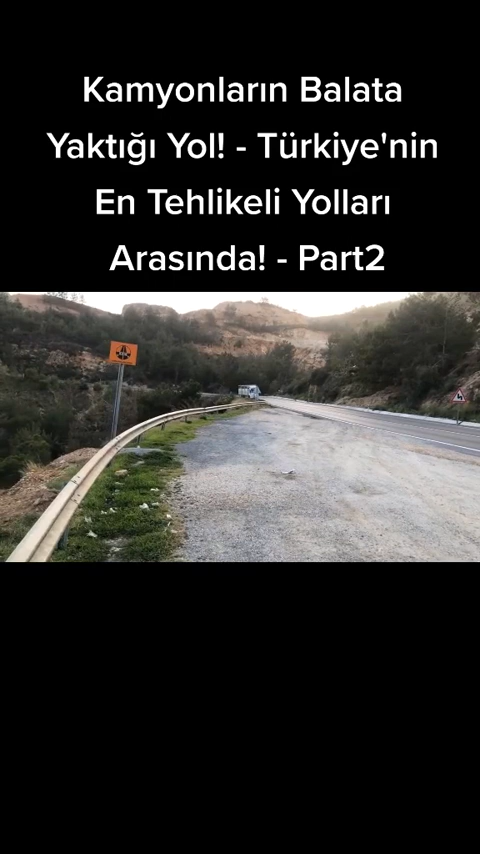 Kamyonların Balata
Yaktığı Yol! - Türkiye'nin
En Tehlikeli Yolları
Arasında! - Part2